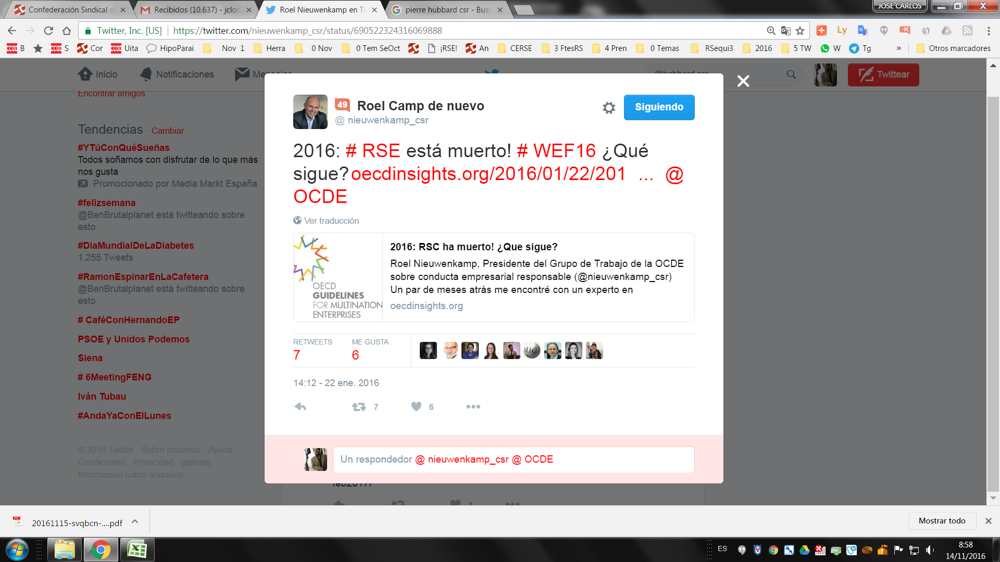 Confederación Sindical d
Recibidos (10.637) - jclor
Roel Nieuwenkamp en Tw
pierre hubbard csr - Busc
JOSE CARLOS
Twitter, Inc. [US]
https://twitter.com/nieuwenkamp_csr/status/690522324316069888
B
S
Cor
Uita
HipoParai
Nov 1
Herra
0 Nov
0 Tem SeOct
¡RSE!
An
CERSE
3 FtesRS
4 Pren
0 Temas
RSequi3
2016
5 TW
W
Tg
»
Otros marcadores
Inicio
Notificaciones
Twittear
Encontrar amigos
Tendencias · Cambiar
#YTúConQuéSueñas
Todos soñamos con disfrutar de lo que más
nos gusta
Promocionado por Media Markt España
#felizsemana
@BenBrutalplanet está twitteando sobre
esto
#DiaMundialDeLaDiabetes
1.255 Tweets
#RamonEspinarEnLaCafetera
@BenBrutalplanet está twitteando sobre
esto
# CaféConHernandoEP
PSOE y Unidos Podemos
Siena
# 6MeetingFENG
Iván Tubau
#AndaYaConElLunes
© 2016 Twitter Sobre nosotros Ayuda
Condiciones Privacidad galletas
Información sobre anuncios
49 Roel Camp de nuevo
@ nieuwenkamp_csr
Siguiendo
2016: # RSE está muerto! # WEF16 ¿Qué
sigue?oecdinsights.org/2016/01/22/201 ... @
OCDE
Ver traducción
OECD
GUIDELINES
FOR MULTINATION
ENTERPRISES
2016: RSC ha muerto! ¿Que sigue?
Roel Nieuwenkamp, Presidente del Grupo de Trabajo de la OCDE
sobre conducta empresarial responsable (@nieuwenkamp_csr)
Un par de meses atrás me encontré con un experto en
oecdinsights.org
RETWEETS
7
ME GUSTA
6
14:12 - 22 ene. 2016
7
6
Un respondedor @ nieuwenkamp_csr @ OCDE
1
20161115-svqbcn-....pdf
Mostrar todo
ES
8:58
14/11/2016